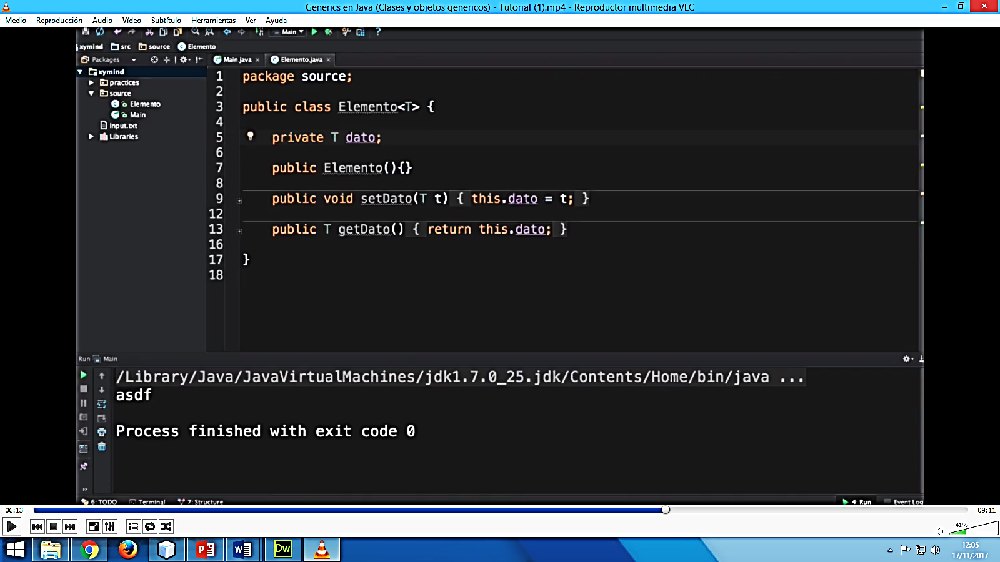 Generics en Java (Clases y objetos genericos) - Tutorial (1).mp4 - Reproductor multimedia VLC
Medio Reproducción Audio Vídeo Subtítulo Herramientas Ver Ayuda
Main
xymind src source Elemento
Packages Main.java Elemento.java
xymind
practices
source
Elemento
Main
input.txt
Libraries
1 package source;
2
3 public class Elemento<T> {
4
5 private T dato;
6
7 public Elemento(){}
8
9 public void setDato(T t) { this.dato = t; }
12
13 public T getDato() { return this.dato; }
16
17 }
18
Run Main
/Library/Java/JavaVirtualMachines/jdk1.7.0_25.jdk/Contents/Home/bin/java ...
asdf
Process finished with exit code 0
6: TODO Terminal 7: Structure 4: Run Event Log
06:13 09:11
41%
12:05
17/11/2017